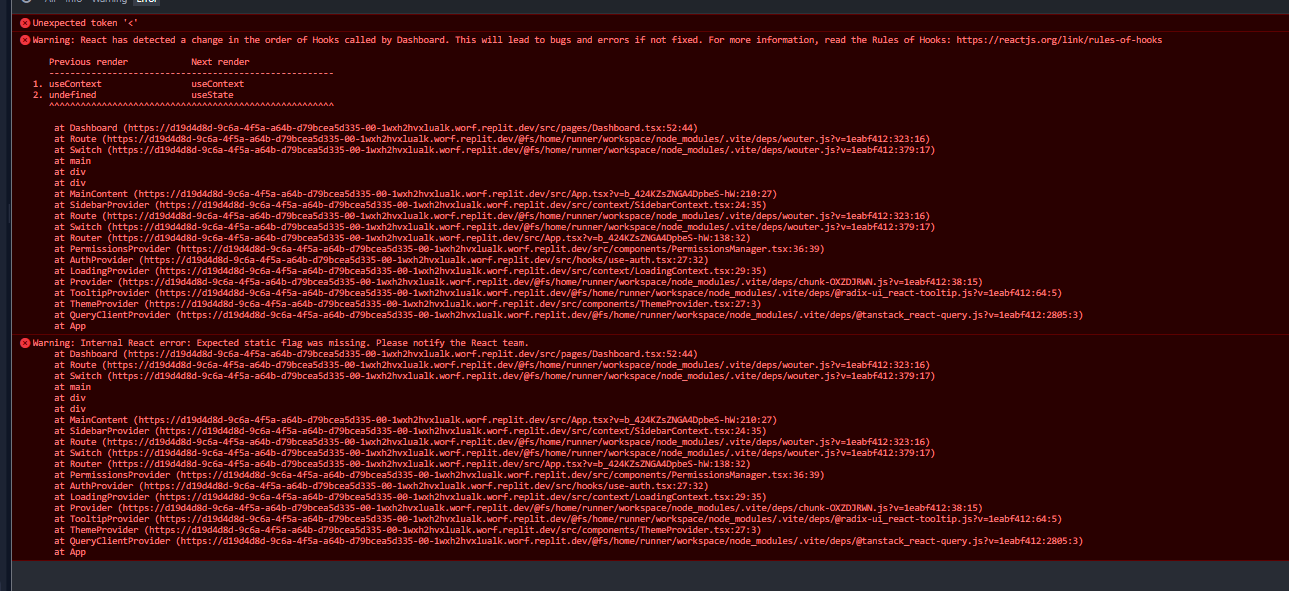 All Info Warning Error
Unexpected token '<'
Warning: React has detected a change in the order of Hooks called by Dashboard. This will lead to bugs and errors if not fixed. For more information, read the Rules of Hooks: https://reactjs.org/link/rules-of-hooks
Previous render Next render
------------------------------------------------------
1. useContext useContext
2. undefined useState
^^^^^^^^^^^^^^^^^^^^^^^^^^^^^^^^^^^^^^^^^^^^^^^^^^^^^^
at Dashboard (https://d19d4d8d-9c6a-4f5a-a64b-d79bcea5d335-00-1wxh2hvxlualk.worf.replit.dev/src/pages/Dashboard.tsx:52:44)
at Route (https://d19d4d8d-9c6a-4f5a-a64b-d79bcea5d335-00-1wxh2hvxlualk.worf.replit.dev/@fs/home/runner/workspace/node_modules/.vite/deps/wouter.js?v=1eabf412:323:16)
at Switch (https://d19d4d8d-9c6a-4f5a-a64b-d79bcea5d335-00-1wxh2hvxlualk.worf.replit.dev/@fs/home/runner/workspace/node_modules/.vite/deps/wouter.js?v=1eabf412:379:17)
at main
at div
at div
at MainContent (https://d19d4d8d-9c6a-4f5a-a64b-d79bcea5d335-00-1wxh2hvxlualk.worf.replit.dev/src/App.tsx?v=b_424KZsZNGA4DpbeS-hW:210:27)
at SidebarProvider (https://d19d4d8d-9c6a-4f5a-a64b-d79bcea5d335-00-1wxh2hvxlualk.worf.replit.dev/src/context/SidebarContext.tsx:24:35)
at Route (https://d19d4d8d-9c6a-4f5a-a64b-d79bcea5d335-00-1wxh2hvxlualk.worf.replit.dev/@fs/home/runner/workspace/node_modules/.vite/deps/wouter.js?v=1eabf412:323:16)
at Switch (https://d19d4d8d-9c6a-4f5a-a64b-d79bcea5d335-00-1wxh2hvxlualk.worf.replit.dev/@fs/home/runner/workspace/node_modules/.vite/deps/wouter.js?v=1eabf412:379:17)
at Router (https://d19d4d8d-9c6a-4f5a-a64b-d79bcea5d335-00-1wxh2hvxlualk.worf.replit.dev/src/App.tsx?v=b_424KZsZNGA4DpbeS-hW:138:32)
at PermissionsProvider (https://d19d4d8d-9c6a-4f5a-a64b-d79bcea5d335-00-1wxh2hvxlualk.worf.replit.dev/src/components/PermissionsManager.tsx:36:39)
at AuthProvider (https://d19d4d8d-9c6a-4f5a-a64b-d79bcea5d335-00-1wxh2hvxlualk.worf.replit.dev/src/hooks/use-auth.tsx:27:32)
at LoadingProvider (https://d19d4d8d-9c6a-4f5a-a64b-d79bcea5d335-00-1wxh2hvxlualk.worf.replit.dev/src/context/LoadingContext.tsx:29:35)
at Provider (https://d19d4d8d-9c6a-4f5a-a64b-d79bcea5d335-00-1wxh2hvxlualk.worf.replit.dev/@fs/home/runner/workspace/node_modules/.vite/deps/chunk-OXZDJRWN.js?v=1eabf412:38:15)
at TooltipProvider (https://d19d4d8d-9c6a-4f5a-a64b-d79bcea5d335-00-1wxh2hvxlualk.worf.replit.dev/@fs/home/runner/workspace/node_modules/.vite/deps/@radix-ui_react-tooltip.js?v=1eabf412:64:5)
at ThemeProvider (https://d19d4d8d-9c6a-4f5a-a64b-d79bcea5d335-00-1wxh2hvxlualk.worf.replit.dev/src/components/ThemeProvider.tsx:27:3)
at QueryClientProvider (https://d19d4d8d-9c6a-4f5a-a64b-d79bcea5d335-00-1wxh2hvxlualk.worf.replit.dev/@fs/home/runner/workspace/node_modules/.vite/deps/@tanstack_react-query.js?v=1eabf412:2805:3)
at App
Warning: Internal React error: Expected static flag was missing. Please notify the React team.
at Dashboard (https://d19d4d8d-9c6a-4f5a-a64b-d79bcea5d335-00-1wxh2hvxlualk.worf.replit.dev/src/pages/Dashboard.tsx:52:44)
at Route (https://d19d4d8d-9c6a-4f5a-a64b-d79bcea5d335-00-1wxh2hvxlualk.worf.replit.dev/@fs/home/runner/workspace/node_modules/.vite/deps/wouter.js?v=1eabf412:323:16)
at Switch (https://d19d4d8d-9c6a-4f5a-a64b-d79bcea5d335-00-1wxh2hvxlualk.worf.replit.dev/@fs/home/runner/workspace/node_modules/.vite/deps/wouter.js?v=1eabf412:379:17)
at main
at div
at div
at MainContent (https://d19d4d8d-9c6a-4f5a-a64b-d79bcea5d335-00-1wxh2hvxlualk.worf.replit.dev/src/App.tsx?v=b_424KZsZNGA4DpbeS-hW:210:27)
at SidebarProvider (https://d19d4d8d-9c6a-4f5a-a64b-d79bcea5d335-00-1wxh2hvxlualk.worf.replit.dev/src/context/SidebarContext.tsx:24:35)
at Route (https://d19d4d8d-9c6a-4f5a-a64b-d79bcea5d335-00-1wxh2hvxlualk.worf.replit.dev/@fs/home/runner/workspace/node_modules/.vite/deps/wouter.js?v=1eabf412:323:16)
at Switch (https://d19d4d8d-9c6a-4f5a-a64b-d79bcea5d335-00-1wxh2hvxlualk.worf.replit.dev/@fs/home/runner/workspace/node_modules/.vite/deps/wouter.js?v=1eabf412:379:17)
at Router (https://d19d4d8d-9c6a-4f5a-a64b-d79bcea5d335-00-1wxh2hvxlualk.worf.replit.dev/src/App.tsx?v=b_424KZsZNGA4DpbeS-hW:138:32)
at PermissionsProvider (https://d19d4d8d-9c6a-4f5a-a64b-d79bcea5d335-00-1wxh2hvxlualk.worf.replit.dev/src/components/PermissionsManager.tsx:36:39)
at AuthProvider (https://d19d4d8d-9c6a-4f5a-a64b-d79bcea5d335-00-1wxh2hvxlualk.worf.replit.dev/src/hooks/use-auth.tsx:27:32)
at LoadingProvider (https://d19d4d8d-9c6a-4f5a-a64b-d79bcea5d335-00-1wxh2hvxlualk.worf.replit.dev/src/context/LoadingContext.tsx:29:35)
at Provider (https://d19d4d8d-9c6a-4f5a-a64b-d79bcea5d335-00-1wxh2hvxlualk.worf.replit.dev/@fs/home/runner/workspace/node_modules/.vite/deps/chunk-OXZDJRWN.js?v=1eabf412:38:15)
at TooltipProvider (https://d19d4d8d-9c6a-4f5a-a64b-d79bcea5d335-00-1wxh2hvxlualk.worf.replit.dev/@fs/home/runner/workspace/node_modules/.vite/deps/@radix-ui_react-tooltip.js?v=1eabf412:64:5)
at ThemeProvider (https://d19d4d8d-9c6a-4f5a-a64b-d79bcea5d335-00-1wxh2hvxlualk.worf.replit.dev/src/components/ThemeProvider.tsx:27:3)
at QueryClientProvider (https://d19d4d8d-9c6a-4f5a-a64b-d79bcea5d335-00-1wxh2hvxlualk.worf.replit.dev/@fs/home/runner/workspace/node_modules/.vite/deps/@tanstack_react-query.js?v=1eabf412:2805:3)
at App